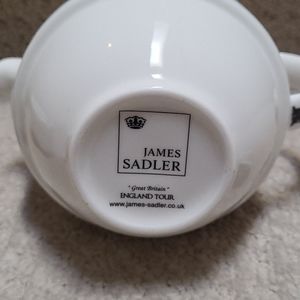 JAMES
SADLER
"Great Britain"
ENGLAND TOUR
www.james-sadler.co.uk